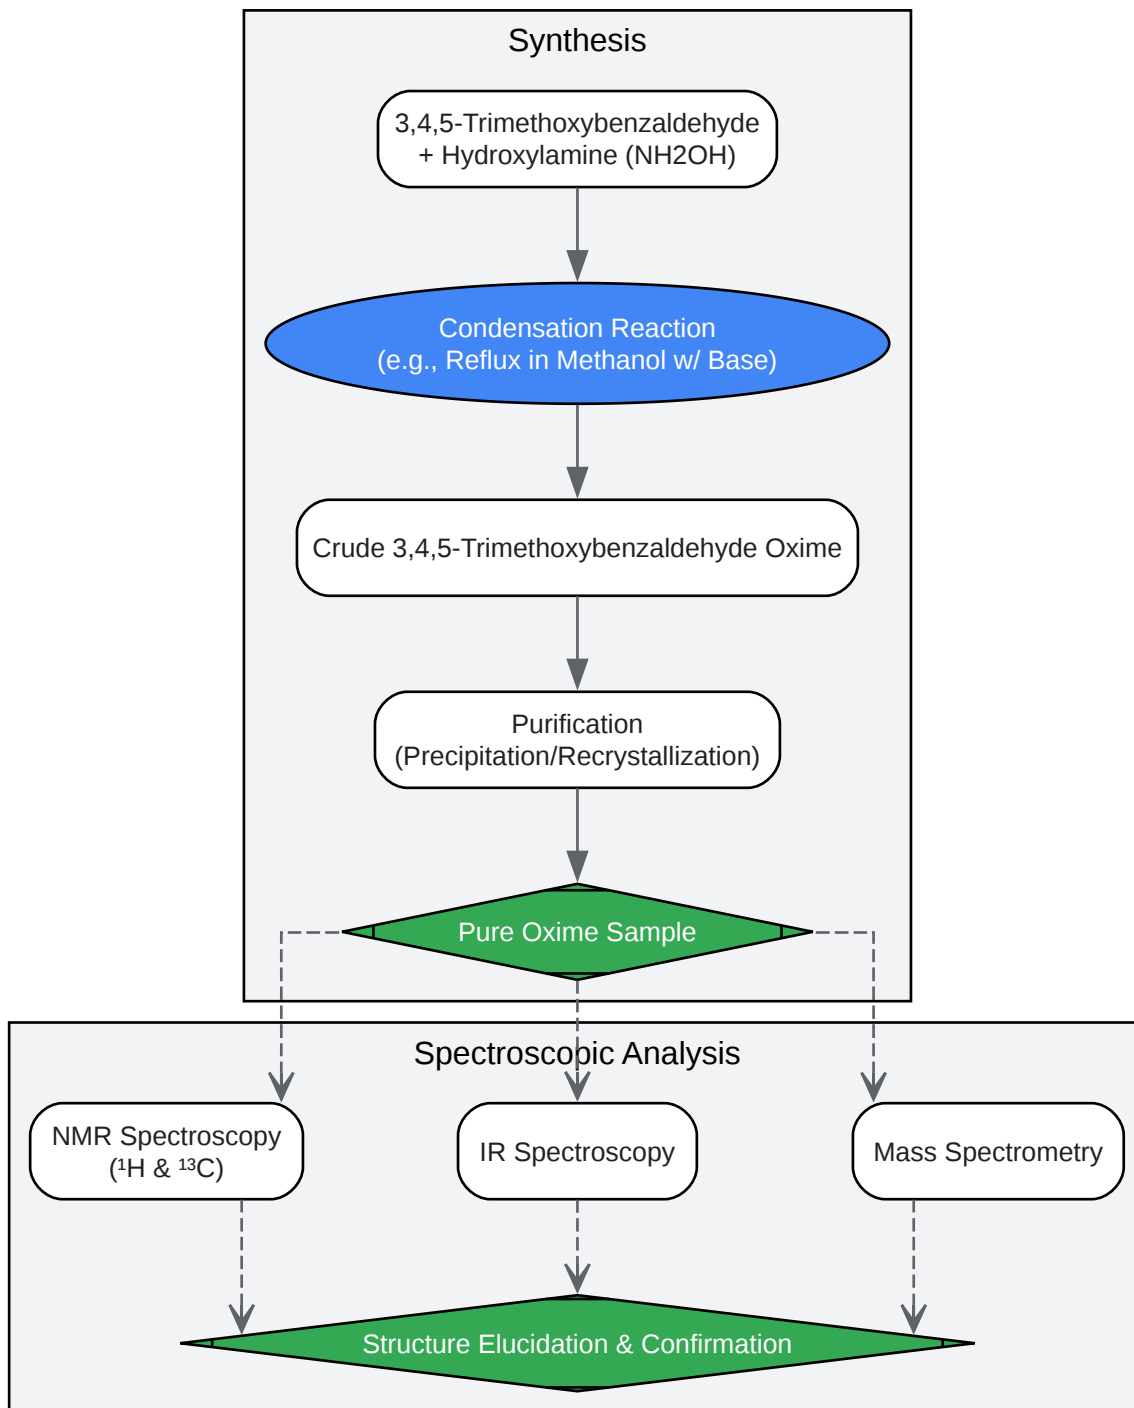 Synthesis
3,4,5-Trimethoxybenzaldehyde
+ Hydroxylamine (NH2OH)
Condensation Reaction
(e.g., Reflux in Methanol w/ Base)
Crude 3,4,5-Trimethoxybenzaldehyde Oxime
Purification
(Precipitation/Recrystallization)
Pure Oxime Sample
Spectroscopic Analysis
NMR Spectroscopy
(¹H & ¹³C)
IR Spectroscopy
Mass Spectrometry
Structure Elucidation & Confirmation